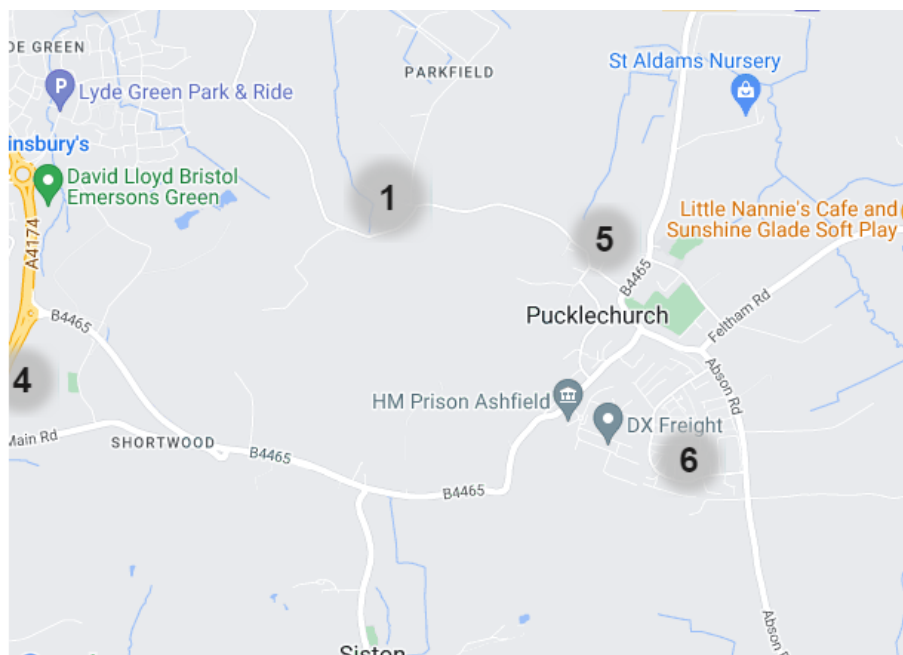 DE GREEN
Lyde Green Park & Ride
P
insbury's
David Lloyd Bristol
Emersons Green
A4174
B4465
PARKFIELD
St Aldams Nursery
1
5
Little Nannie's Cafe and
Sunshine Glade Soft Play
B4465
Pucklechurch
Feltham Rd
4
HM Prison Ashfield
Abson Rd
DX Freight
Main Rd
SHORTWOOD
B4465
6
B4465
Abson Rd
Siston